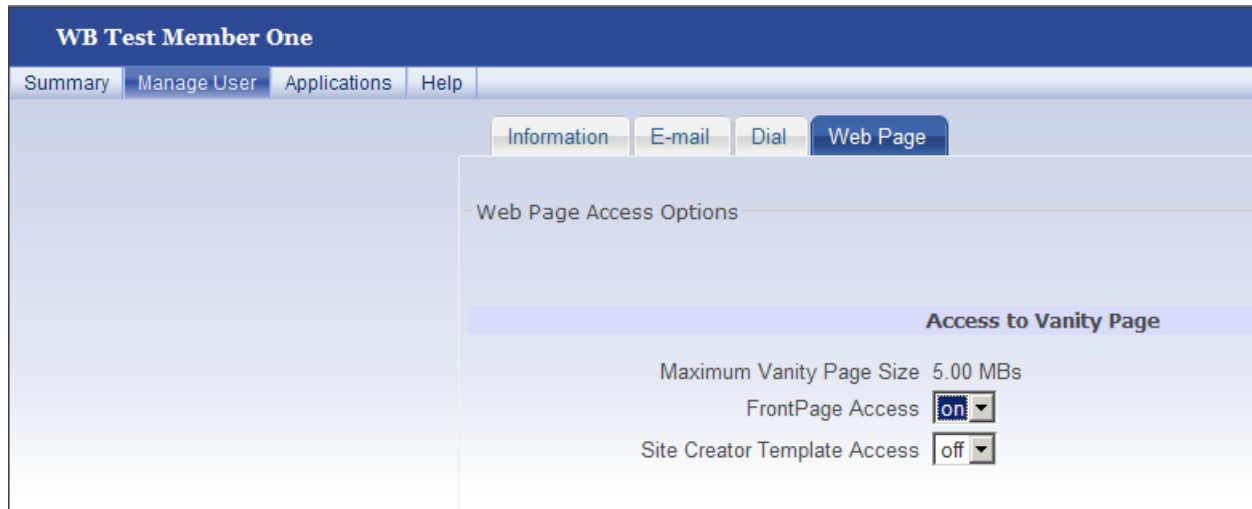 WB Test Member One
Summary Manage User Applications Help
Information E-mail Dial Web Page
Web Page Access Options
Access to Vanity Page
Maximum Vanity Page Size 5.00 MBs
FrontPage Access on
Site Creator Template Access off